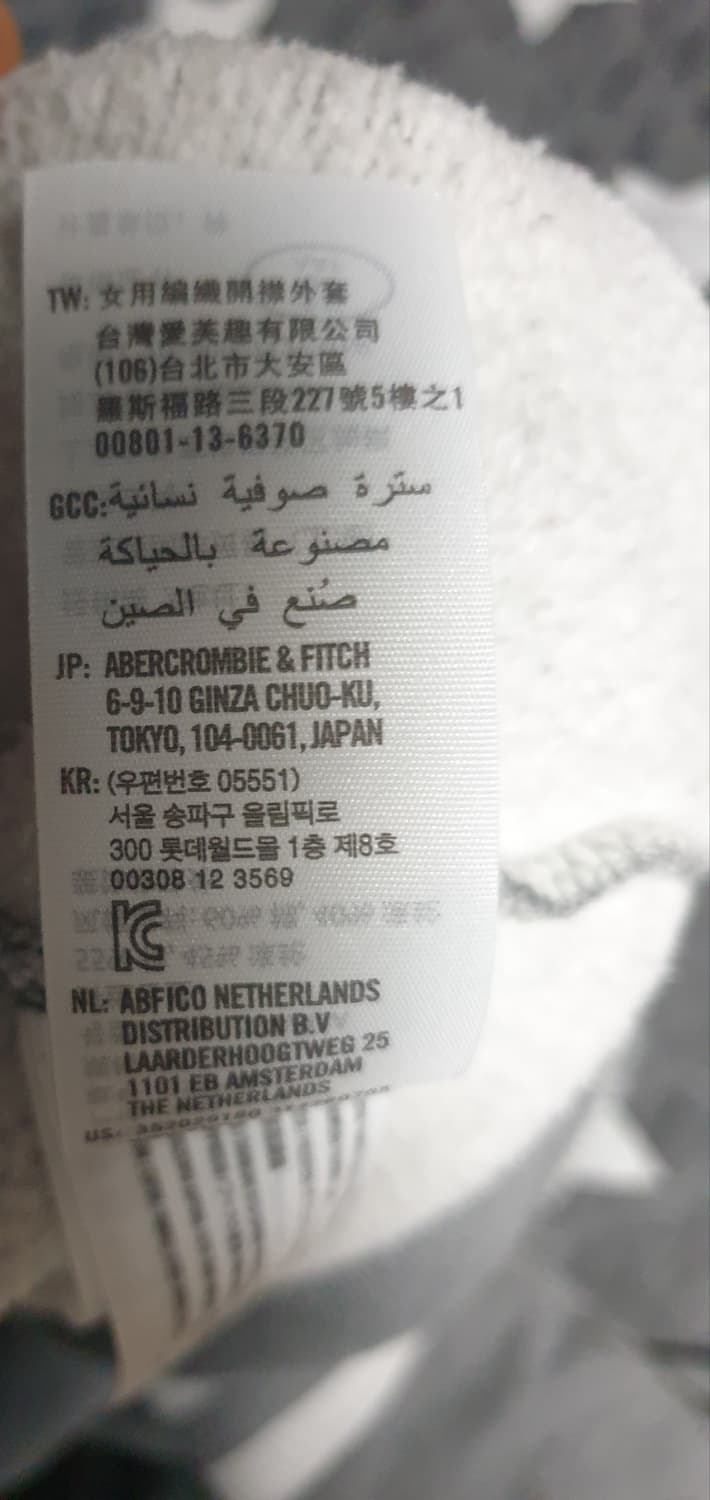 TW: 女用編織開襟外套
台灣愛芙趣有限公司
(106)台北市大安區
羅斯福路三段227號5樓之1
00801-13-6370
GCC: سترة صوفية نسائية
مصنوعة بالحياكة
صُنع في الصين
JP: ABERCROMBIE & FITCH
6-9-10 GINZA CHUO-KU,
TOKYO, 104-0061, JAPAN
KR: (우편번호 05551)
서울 송파구 올림픽로
300 롯데월드몰 1층 제8호
00308 12 3569
KC
NL: ABFICO NETHERLANDS
DISTRIBUTION B.V
LAARDERHOOGTWEG 25
1101 EB AMSTERDAM
THE NETHERLANDS
US: